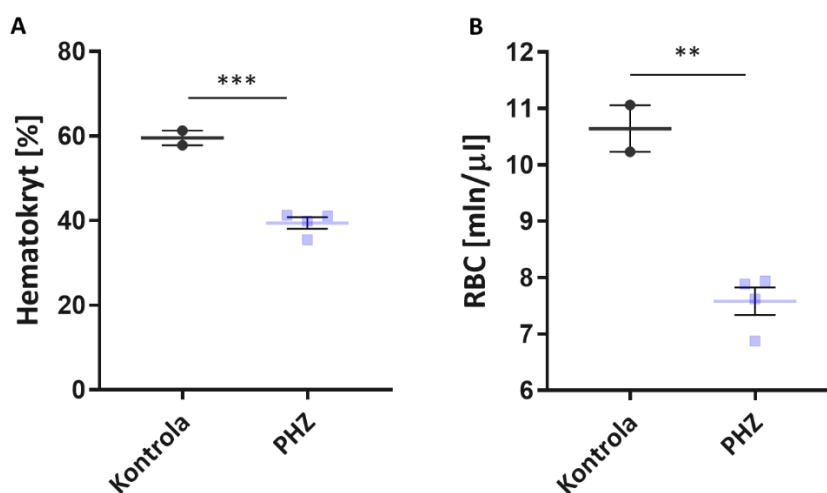 A
Hematokryt [%]
80
60
40
20
0
***
Kontrola
PHZ
B
RBC [mln/μl]
12
11
10
9
8
7
6
**
Kontrola
PHZ